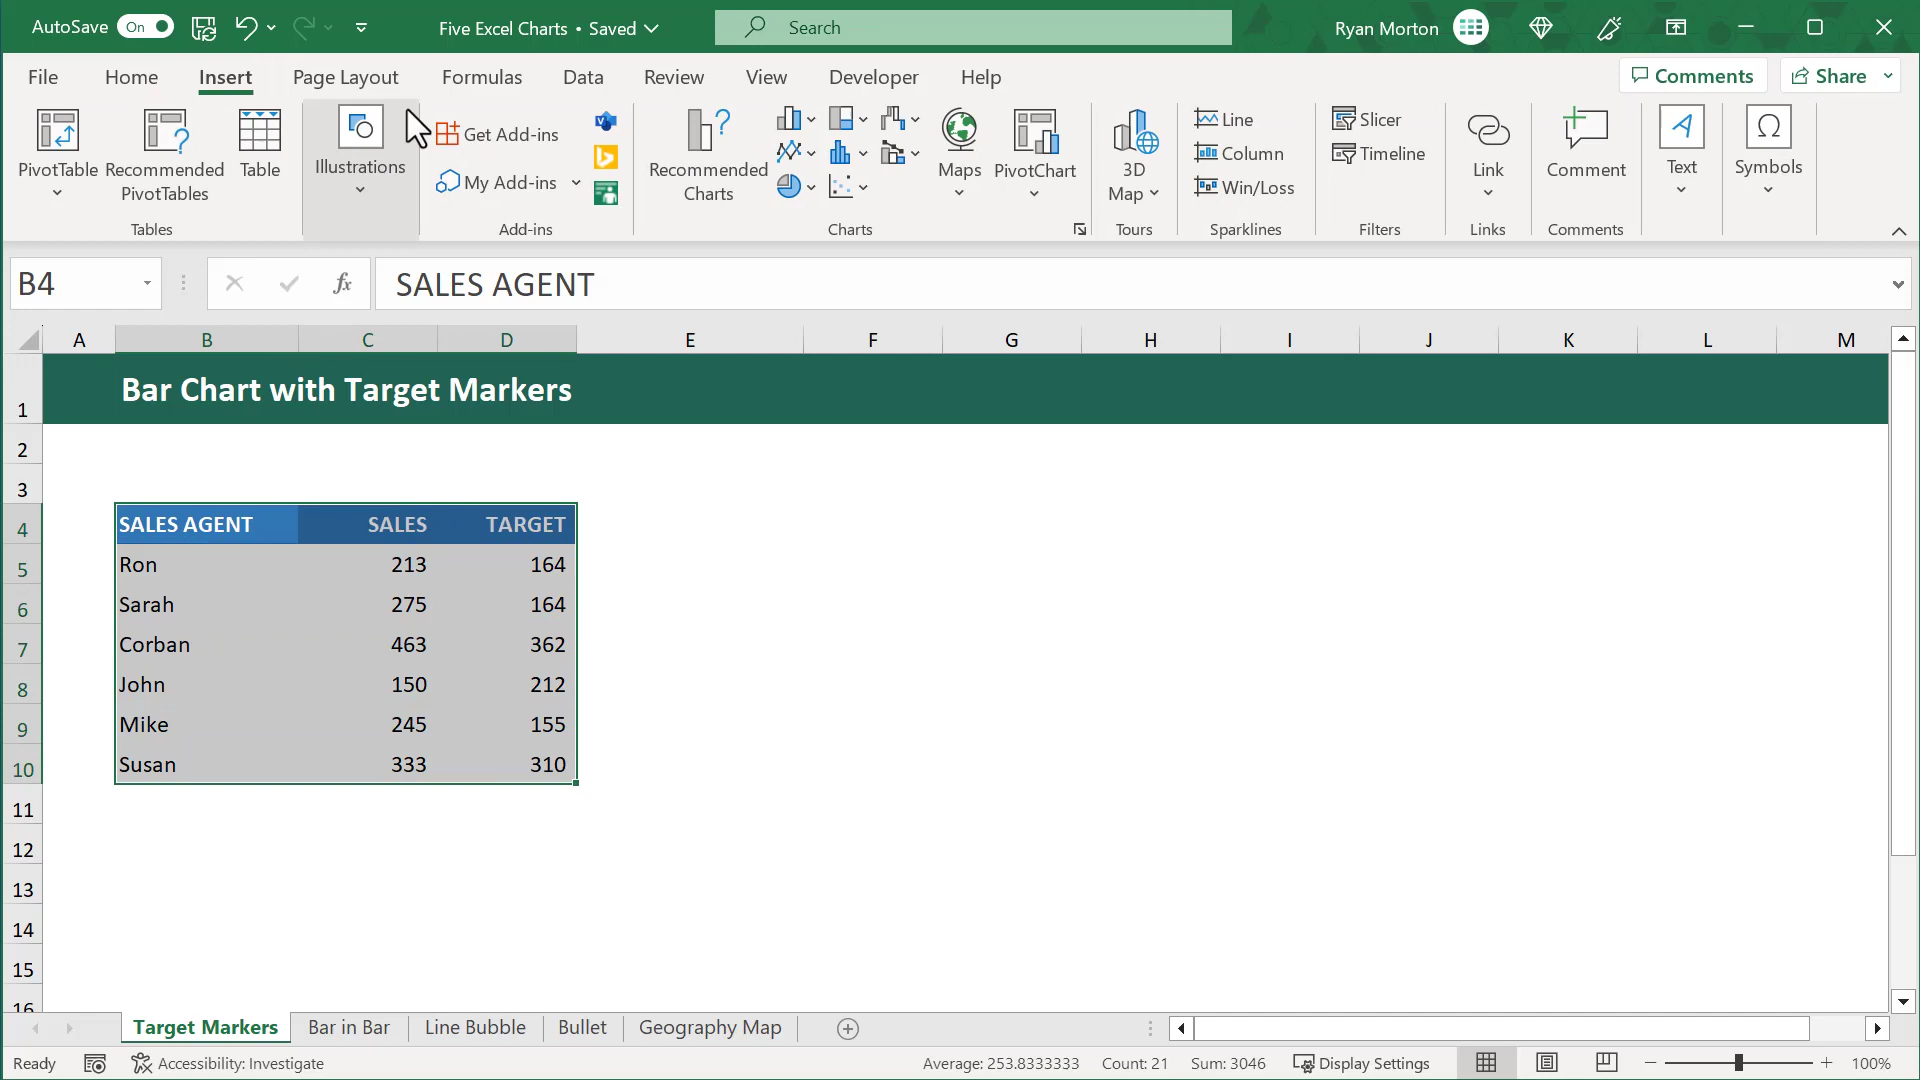 AutoSave On Five Excel Charts • Saved Search Ryan Morton
File Home Insert Page Layout Formulas Data Review View Developer Help Comments Share
PivotTable
Recommended
PivotTables
Table
Tables
Illustrations
Get Add-ins
My Add-ins
Add-ins
Recommended
Charts
Maps
PivotChart
Charts
3D
Map
Tours
Line
Column
Win/Loss
Sparklines
Slicer
Timeline
Filters
Link
Links
Comment
Comments
Text
Symbols
B4 fx SALES AGENT
A B C D E F G H I J K L M
1 Bar Chart with Target Markers
2
3
4 SALES AGENT SALES TARGET
5 Ron 213 164
6 Sarah 275 164
7 Corban 463 362
8 John 150 212
9 Mike 245 155
10 Susan 333 310
11
12
13
14
15
16
Target Markers Bar in Bar Line Bubble Bullet Geography Map
Ready Accessibility: Investigate Average: 253.8333333 Count: 21 Sum: 3046 Display Settings 100%